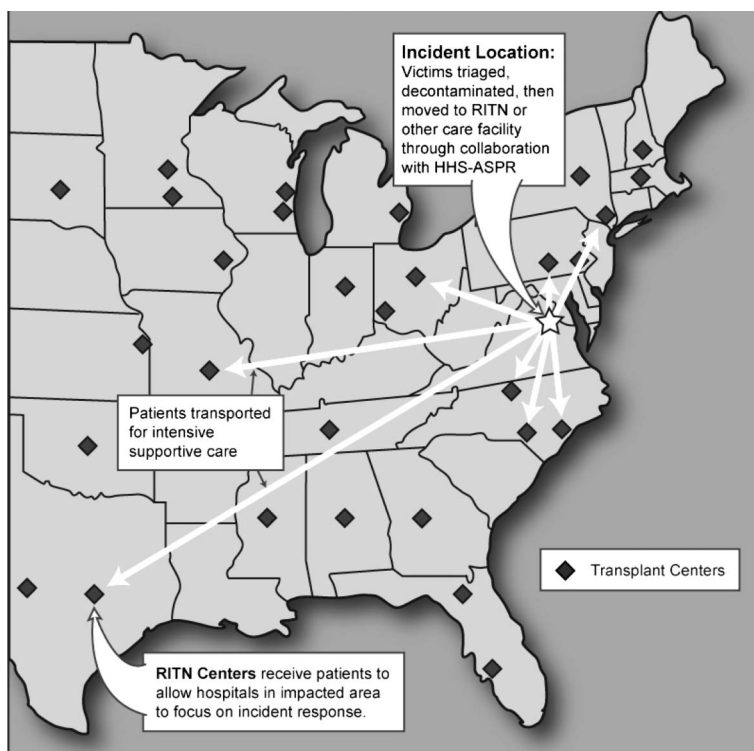 Incident Location:
Victims triaged,
decontaminated, then
moved to RITN or
other care facility
through collaboration
with HHS-ASPR
Patients transported
for intensive
supportive care
Transplant Centers
RITN Centers receive patients to
allow hospitals in impacted area
to focus on incident response.